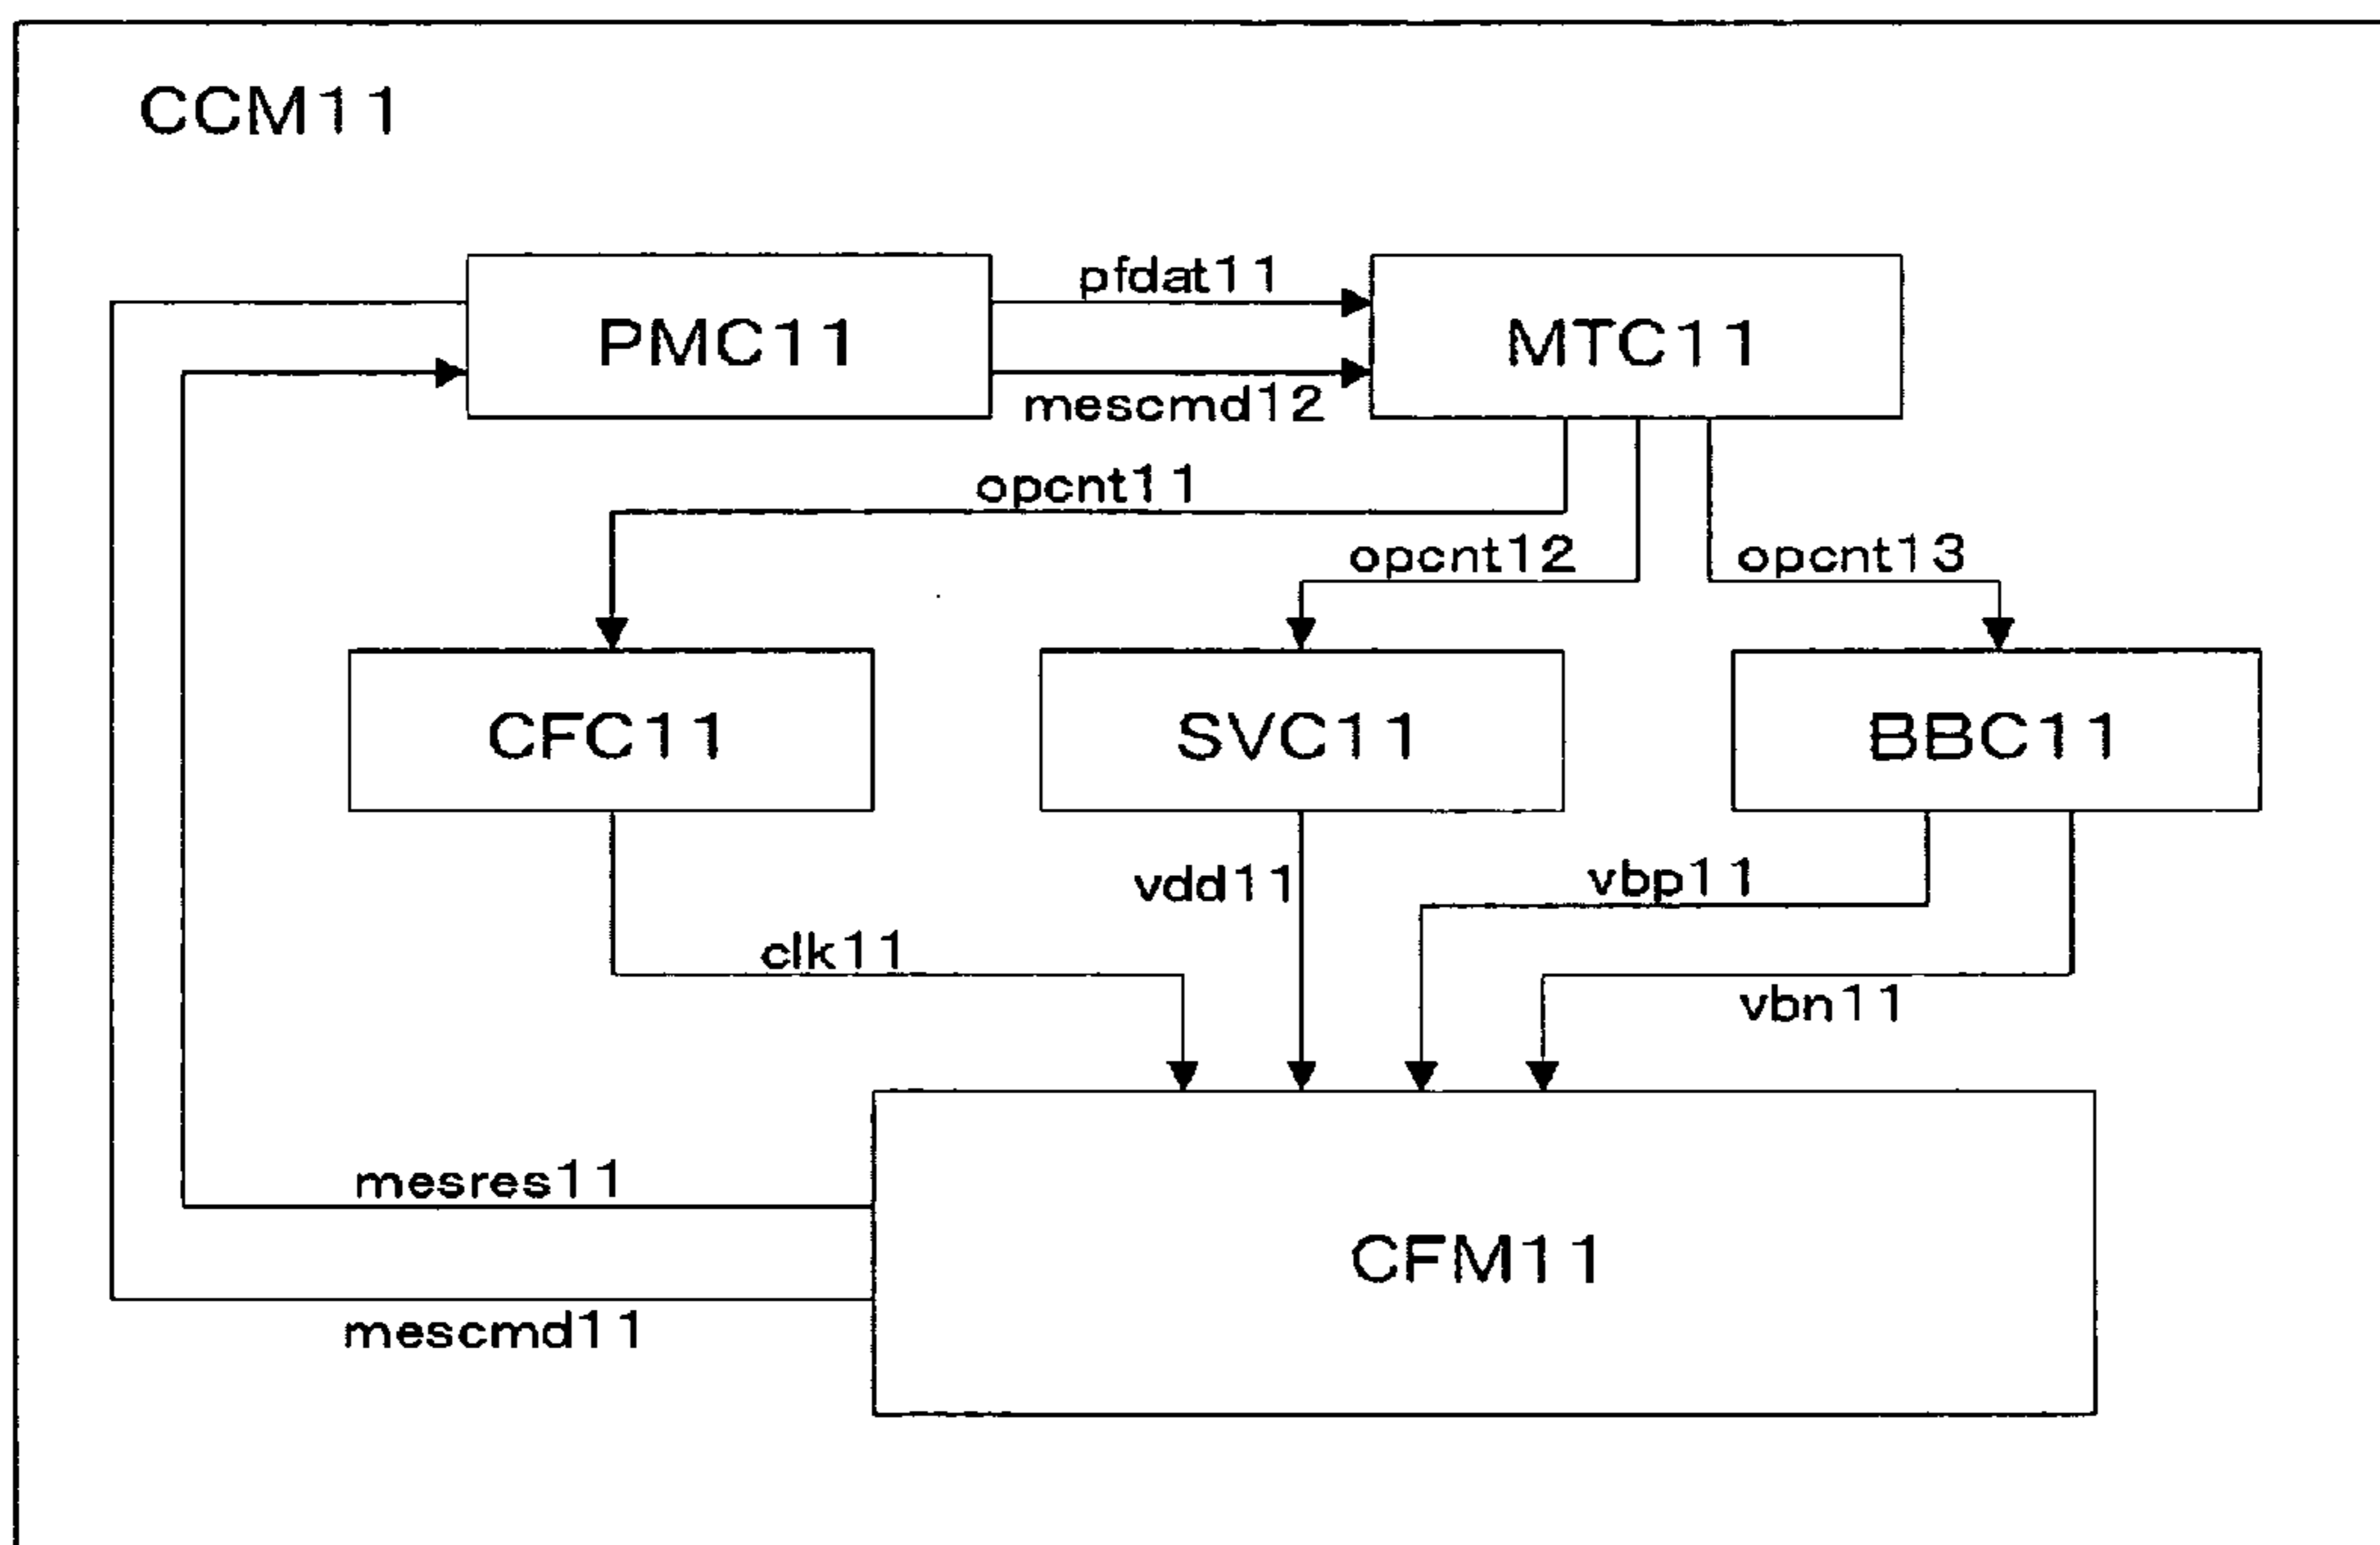 CCM11
pfdat11
PMC11
MTC11
mescmd12
opcnt11
opcnt12
opcnt13
CFC11
SVC11
BBC11
vdd11
vbp11
clk11
vbn11
mesres11
CFM11
mescmd11